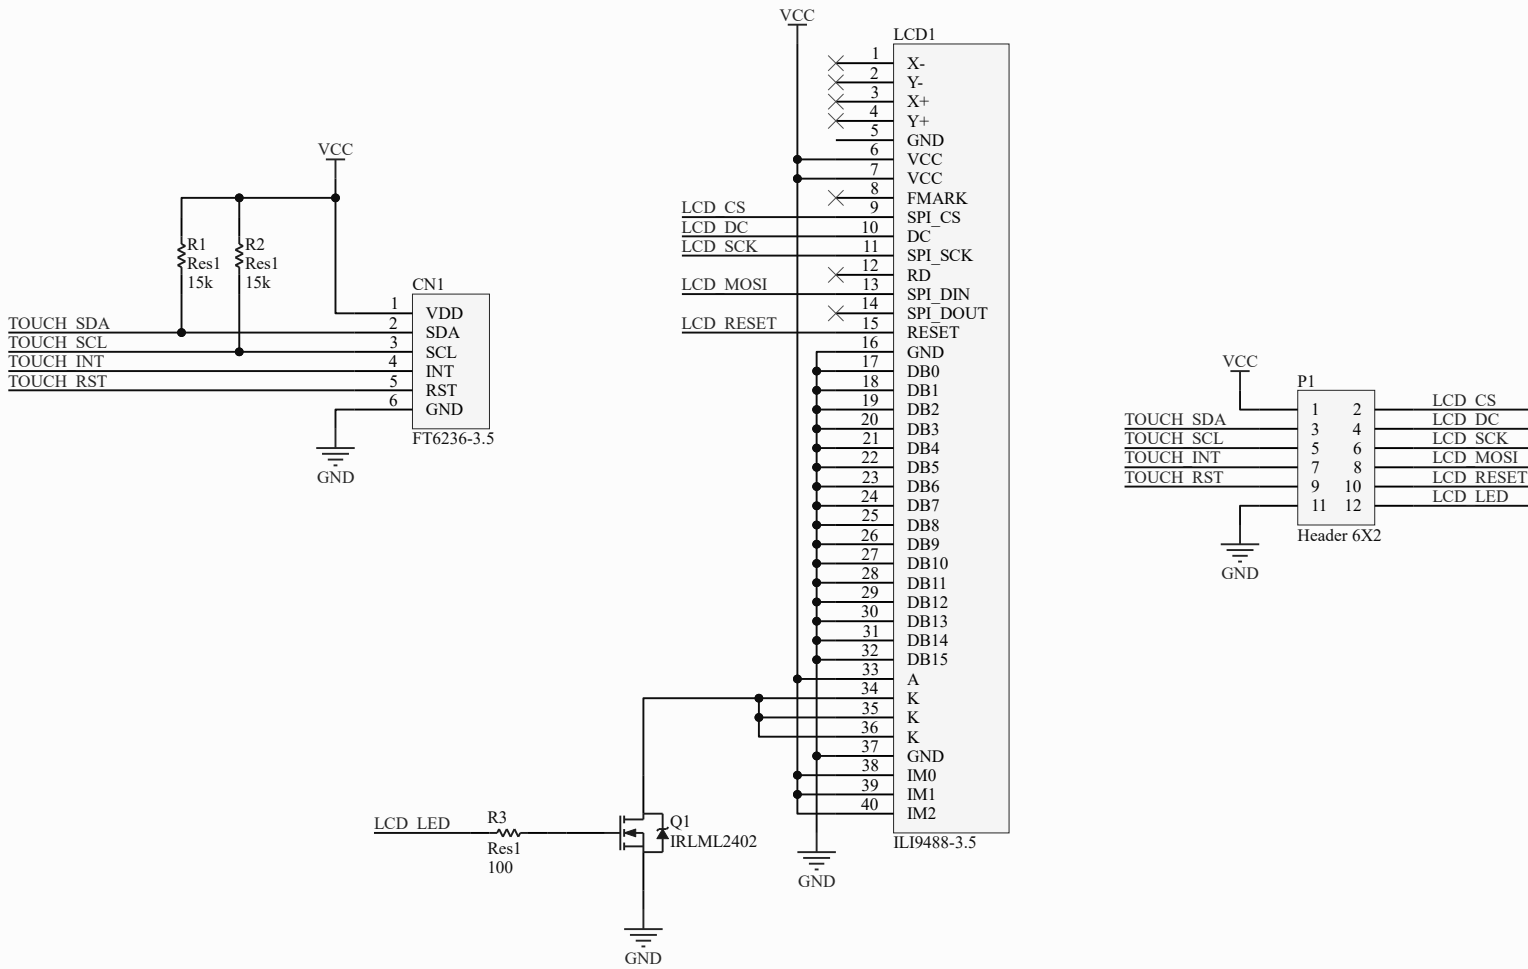 VCC
R1
Res1
15k
R2
Res1
15k
CN1
1 VDD
2 SDA
3 SCL
4 INT
5 RST
6 GND
FT6236-3.5
TOUCH_SDA
TOUCH_SCL
TOUCH_INT
TOUCH_RST
GND
VCC
LCD1
1 X-
2 Y-
3 X+
4 Y+
5 GND
6 VCC
7 VCC
8 FMARK
LCD_CS 9 SPI_CS
LCD_DC 10 DC
LCD_SCK 11 SPI_SCK
12 RD
LCD_MOSI 13 SPI_DIN
14 SPI_DOUT
LCD_RESET 15 RESET
16 GND
17 DB0
18 DB1
19 DB2
20 DB3
21 DB4
22 DB5
23 DB6
24 DB7
25 DB8
26 DB9
27 DB10
28 DB11
29 DB12
30 DB13
31 DB14
32 DB15
33 A
34 K
35 K
36 K
37 GND
38 IM0
39 IM1
40 IM2
ILI9488-3.5
GND
LCD_LED
R3
Res1
100
Q1
IRLML2402
GND
VCC
P1
1 2 LCD_CS
TOUCH_SDA 3 4 LCD_DC
TOUCH_SCL 5 6 LCD_SCK
TOUCH_INT 7 8 LCD_MOSI
TOUCH_RST 9 10 LCD_RESET
11 12 LCD_LED
Header 6X2
GND